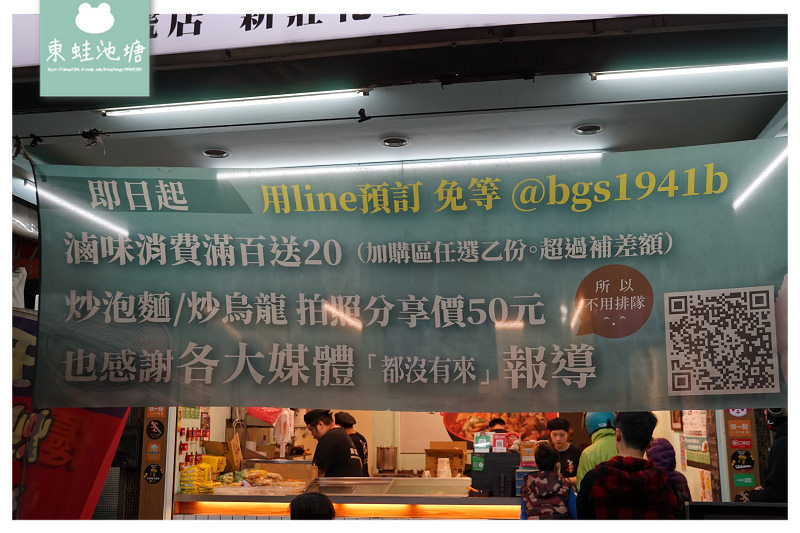 東蛙池塘
即日起 用line預訂 免等 @bgs1941b
滷味消費滿百送20（加購區任選乙份。超過補差額）
炒泡麵/炒烏龍 拍照分享價50元
所以
不用排隊
也感謝各大媒體「都沒有來」報導